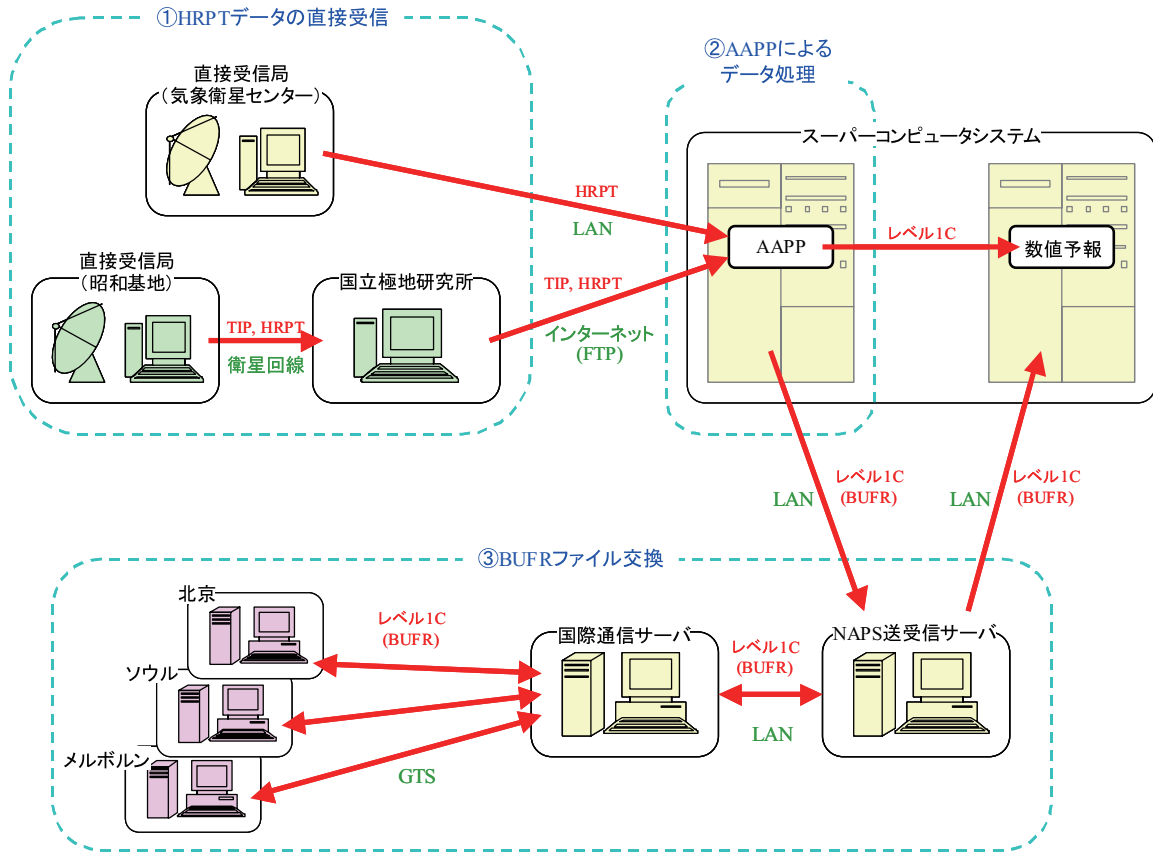 ①HRPTデータの直接受信
直接受信局
（気象衛星センター）
HRPT
LAN
直接受信局
（昭和基地）
TIP, HRPT
衛星回線
国立極地研究所
TIP, HRPT
インターネット
(FTP)
②AAPPによる
データ処理
スーパーコンピュータシステム
AAPP
レベル1C
数値予報
LAN
レベル1C
(BUFR)
LAN
レベル1C
(BUFR)
③BUFRファイル交換
北京
ソウル
メルボルン
レベル1C
(BUFR)
GTS
国際通信サーバ
レベル1C
(BUFR)
LAN
NAPS送受信サーバ